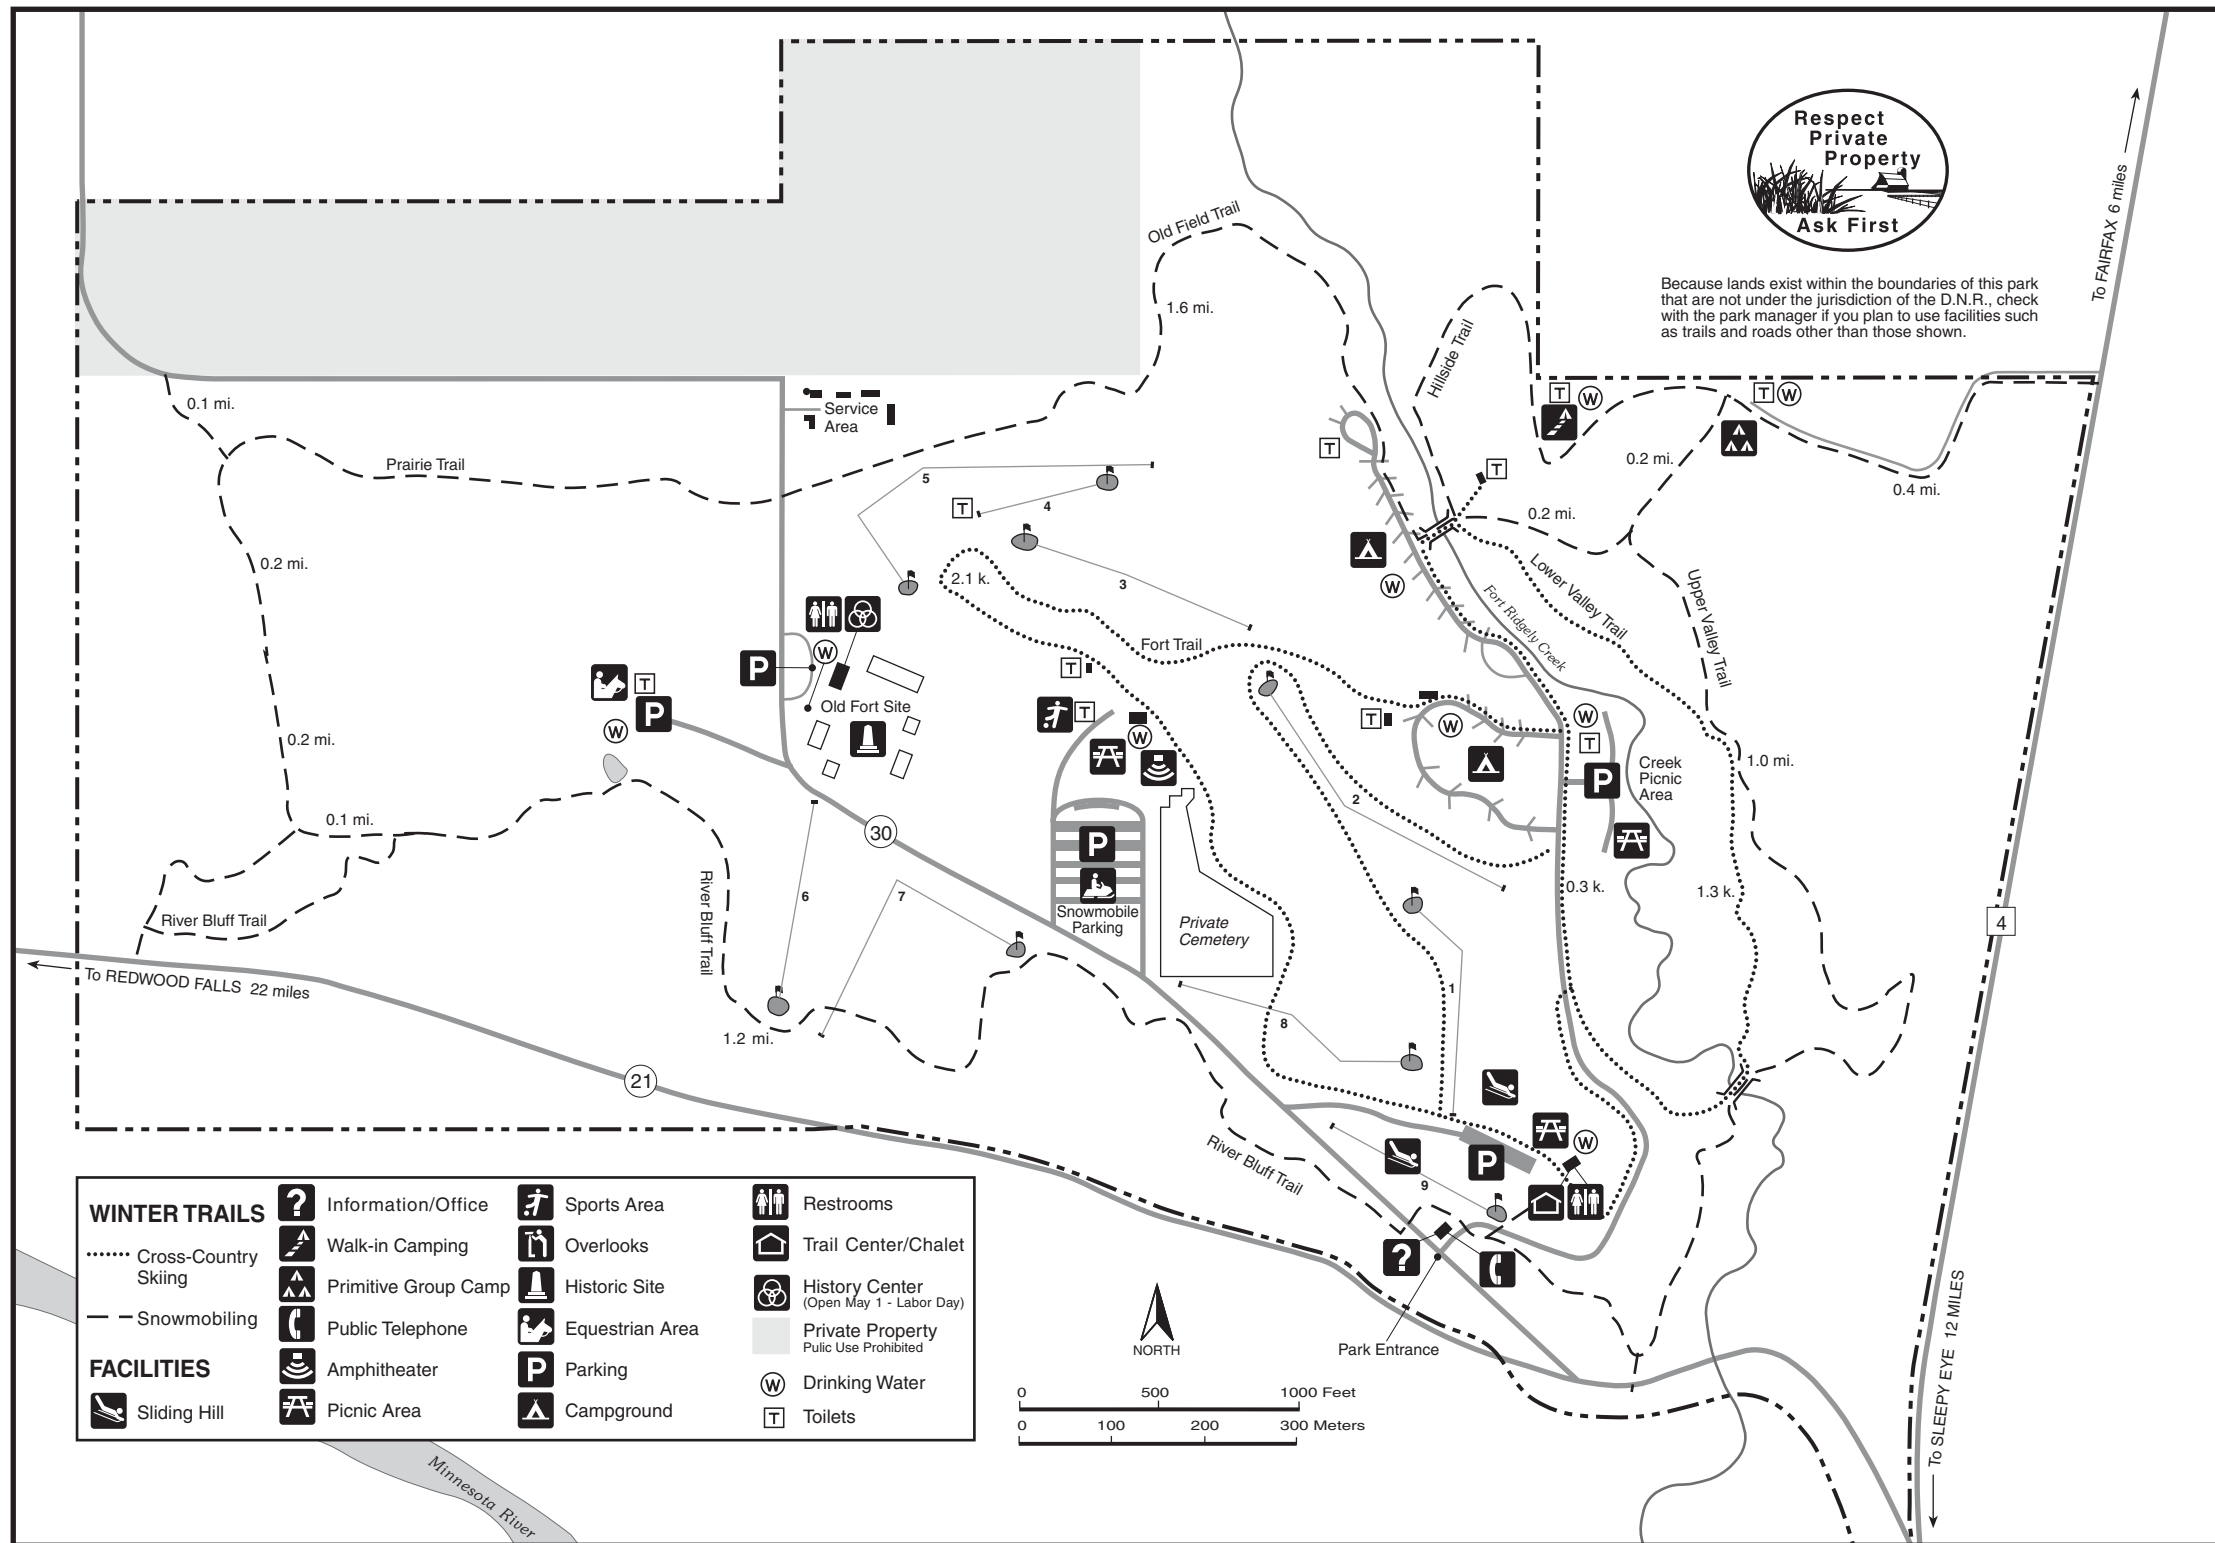 Respect
Private
Property
Ask First
Because lands exist within the boundaries of this park
that are not under the jurisdiction of the D.N.R., check
with the park manager if you plan to use facilities such
as trails and roads other than those shown.
To FAIRFAX 6 miles
Old Field Trail
1.6 mi.
Hillside Trail
0.1 mi.
Service
Area
Prairie Trail
5
4
T
T
T
W
T
W
T
0.2 mi.
0.4 mi.
0.2 mi.
0.2 mi.
2.1 k.
3
W
Lower Valley Trail
Fort Ridgely Creek
Upper Valley Trail
Fort Trail
W
P
T
T
P
W
Old Fort Site
T
W
T
W
W
T
0.2 mi.
P
Creek
Picnic
Area
1.0 mi.
2
0.1 mi.
30
P
River Bluff Trail
6
7
Snowmobile
Parking
Private
Cemetery
0.3 k.
1.3 k.
4
River Bluff Trail
To REDWOOD FALLS 22 miles
1
8
1.2 mi.
21
W
P
9
River Bluff Trail
?
Park Entrance
NORTH
0 500 1000 Feet
0 100 200 300 Meters
To SLEEPY EYE 12 MILES
WINTER TRAILS
Cross-Country
Skiing
Snowmobiling
FACILITIES
Sliding Hill
? Information/Office
Walk-in Camping
Primitive Group Camp
Public Telephone
Amphitheater
Picnic Area
Sports Area
Overlooks
Historic Site
Equestrian Area
P Parking
Campground
Restrooms
Trail Center/Chalet
History Center
(Open May 1 - Labor Day)
Private Property
Pulic Use Prohibited
W Drinking Water
T Toilets
Minnesota River